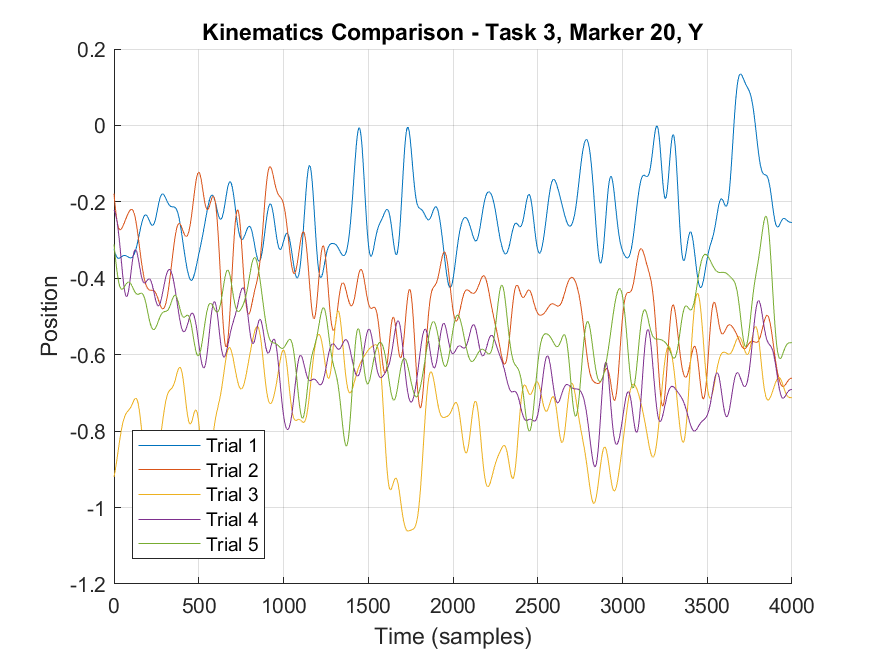 Kinematics Comparison - Task 3, Marker 20, Y
0.2
0
-0.2
-0.4
-0.6
-0.8
-1
-1.2
Position
Trial 1
Trial 2
Trial 3
Trial 4
Trial 5
0 500 1000 1500 2000 2500 3000 3500 4000
Time (samples)